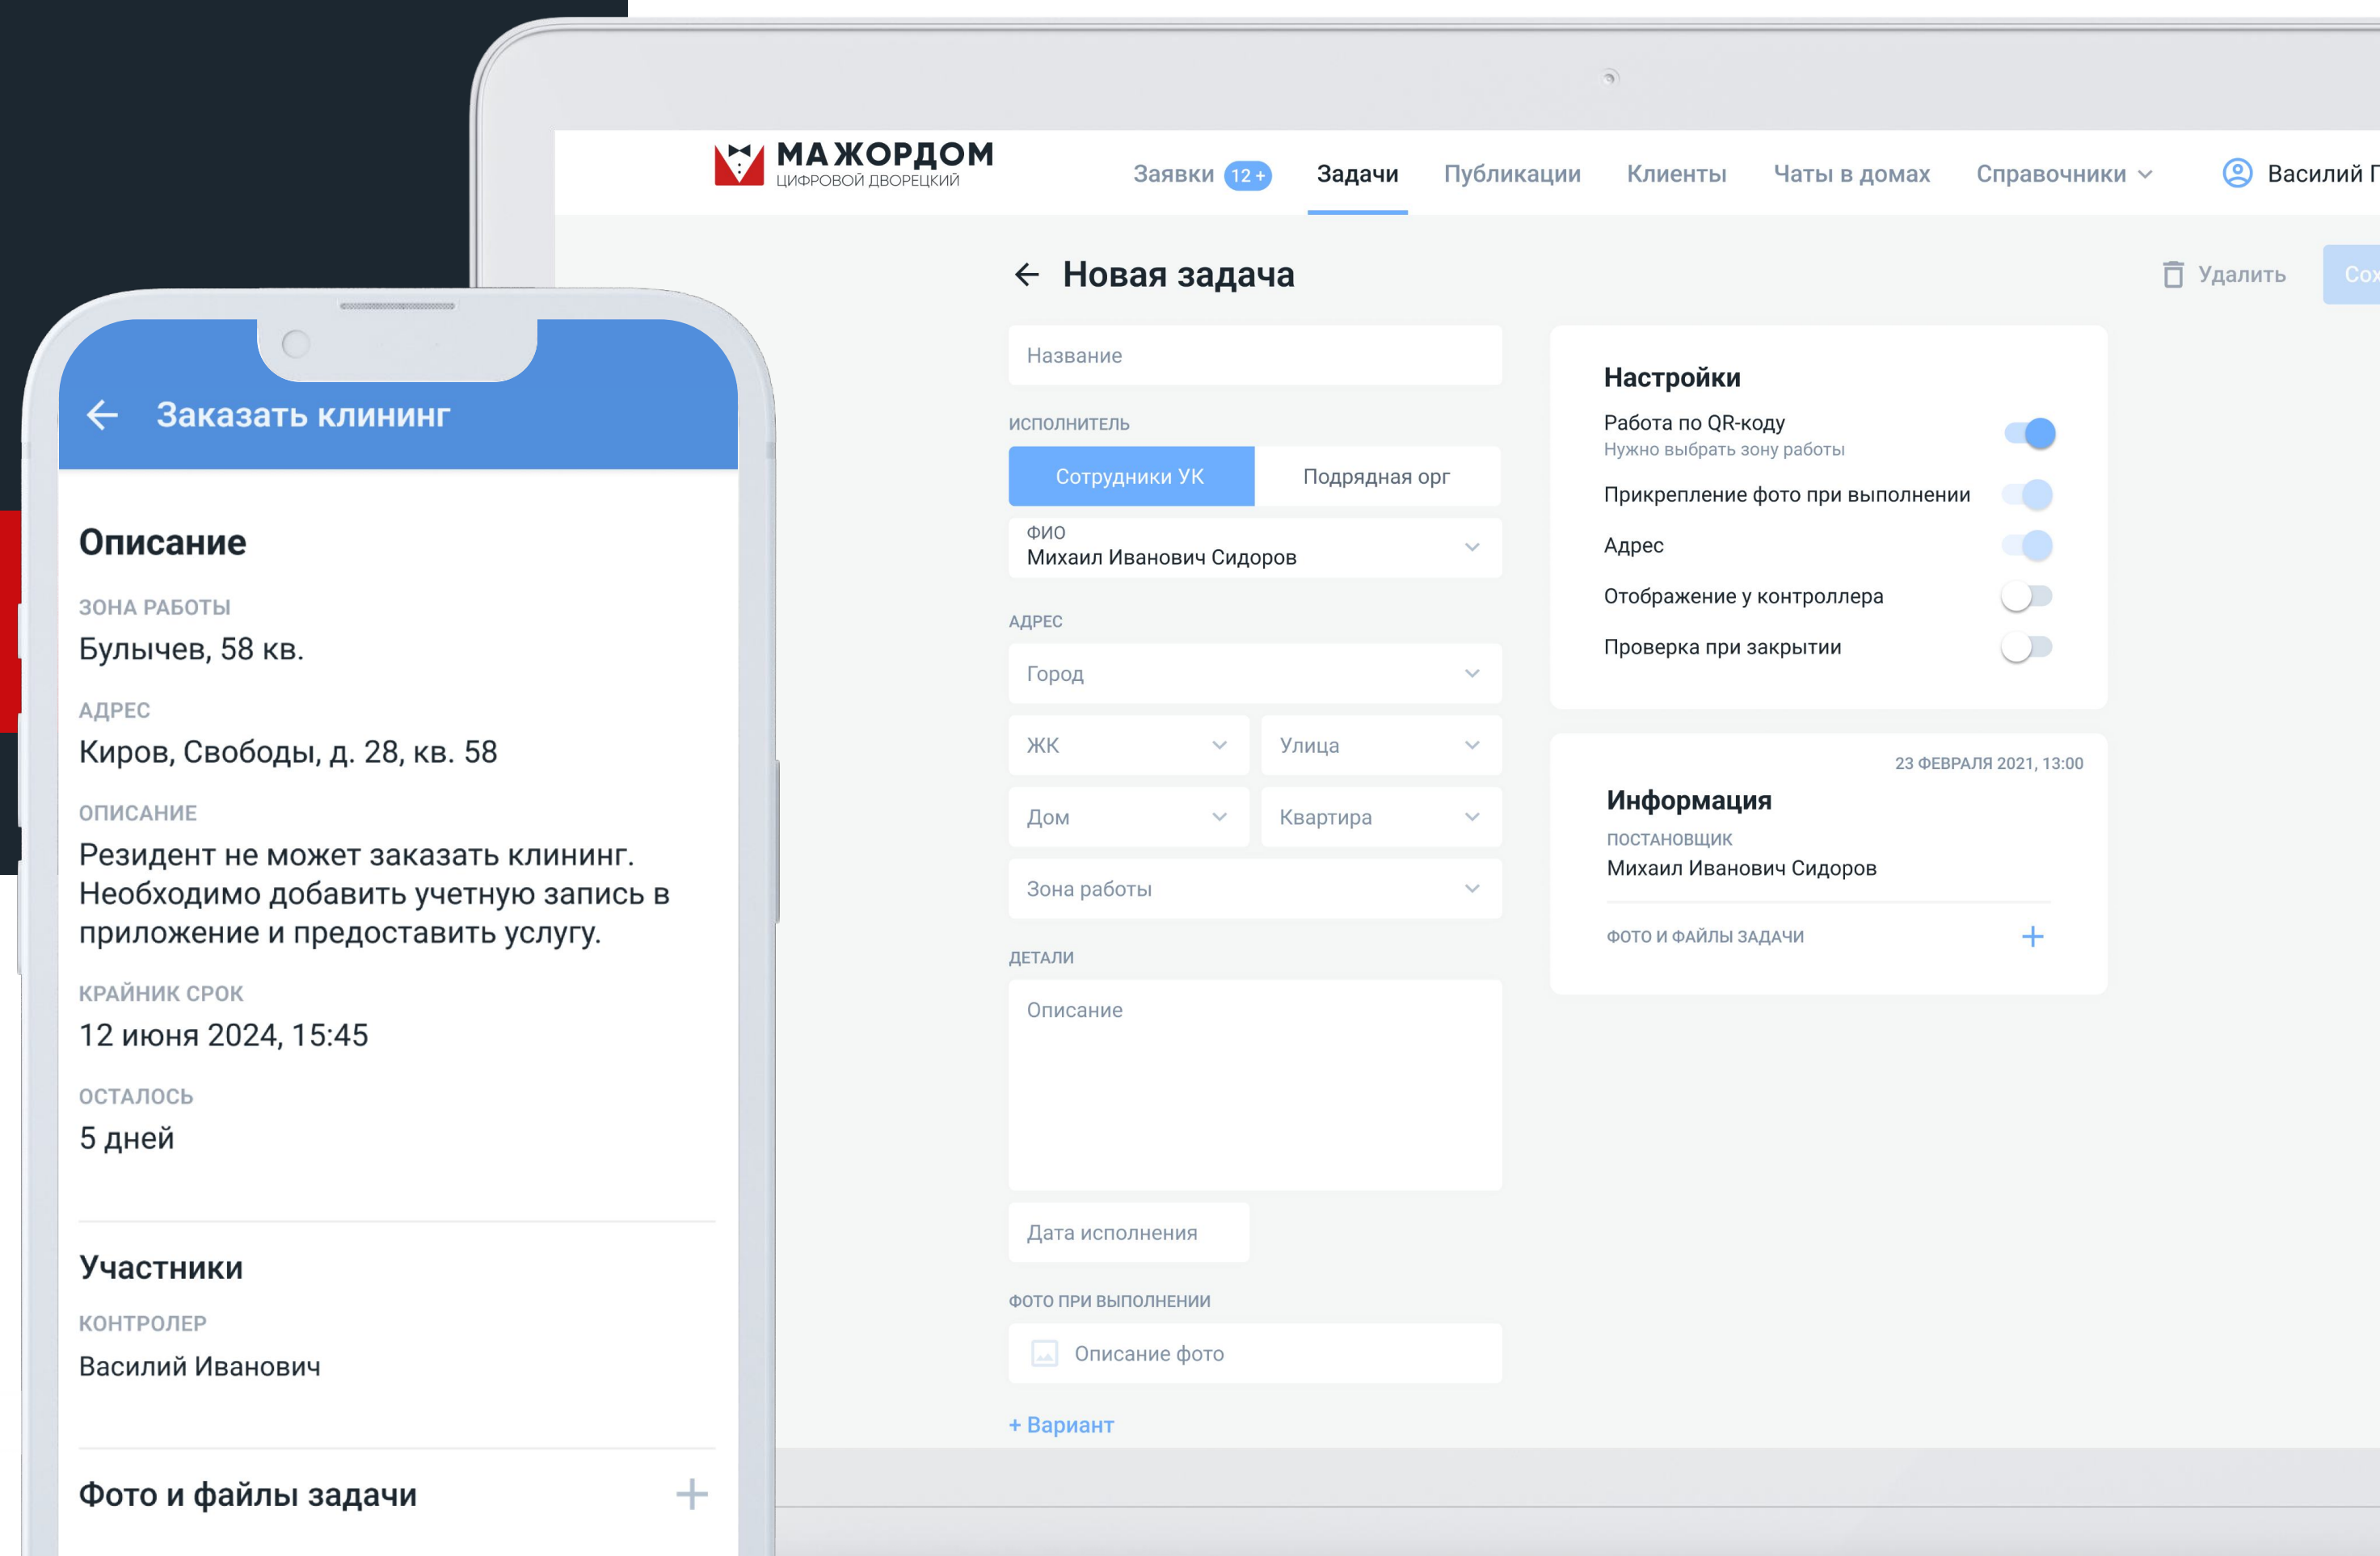 МАЖОРДОМ
ЦИФРОВОЙ ДВОРЕЦКИЙ
Заявки 12 + Задачи Публикации Клиенты Чаты в домах Справочники Василий
Новая задача
Удалить
Название
ИСПОЛНИТЕЛЬ
Сотрудники УК Подрядная орг
ФИО
Михаил Иванович Сидоров
АДРЕС
Город
ЖК Улица
Дом Квартира
Зона работы
ДЕТАЛИ
Описание
Дата исполнения
ФОТО ПРИ ВЫПОЛНЕНИИ
Описание фото
+ Вариант
Настройки
Работа по QR-коду
Нужно выбрать зону работы
Прикрепление фото при выполнении
Адрес
Отображение у контроллера
Проверка при закрытии
23 ФЕВРАЛЯ 2021, 13:00
Информация
ПОСТАНОВЩИК
Михаил Иванович Сидоров
ФОТО И ФАЙЛЫ ЗАДАЧИ
Заказать клининг
Описание
ЗОНА РАБОТЫ
Булычев, 58 кв.
АДРЕС
Киров, Свободы, д. 28, кв. 58
ОПИСАНИЕ
Резидент не может заказать клининг.
Необходимо добавить учетную запись в
приложение и предоставить услугу.
КРАЙНИК СРОК
12 июня 2024, 15:45
ОСТАЛОСЬ
5 дней
Участники
КОНТРОЛЕР
Василий Иванович
Фото и файлы задачи